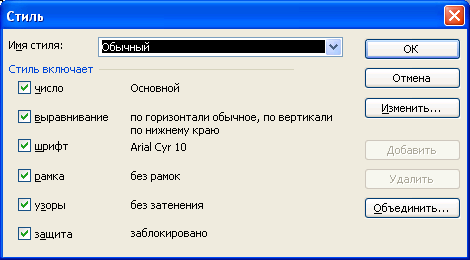 Стиль
Имя стиля: Обычный
OK
Стиль включает
Отмена
число Основной
Изменить...
выравнивание по горизонтали обычное, по вертикали
по нижнему краю
шрифт Arial Cyr 10
Добавить
рамка без рамок
Удалить
узоры без затенения
Объединить...
защита заблокировано